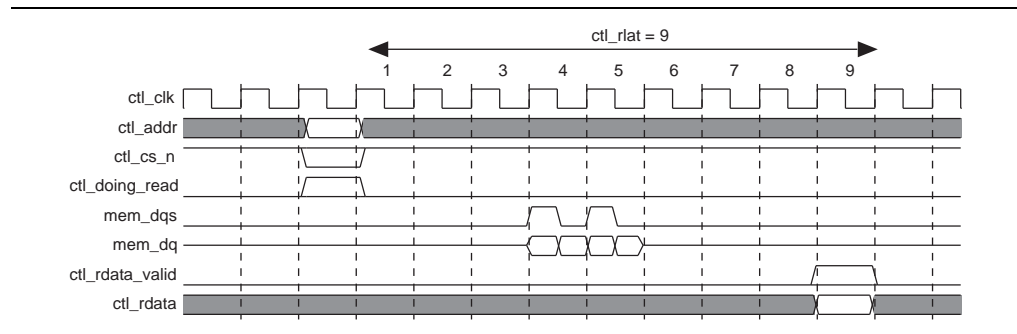 ctl_rlat = 9
1 2 3 4 5 6 7 8 9
ctl_clk
ctl_addr
ctl_cs_n
ctl_doing_read
mem_dqs
mem_dq
ctl_rdata_valid
ctl_rdata